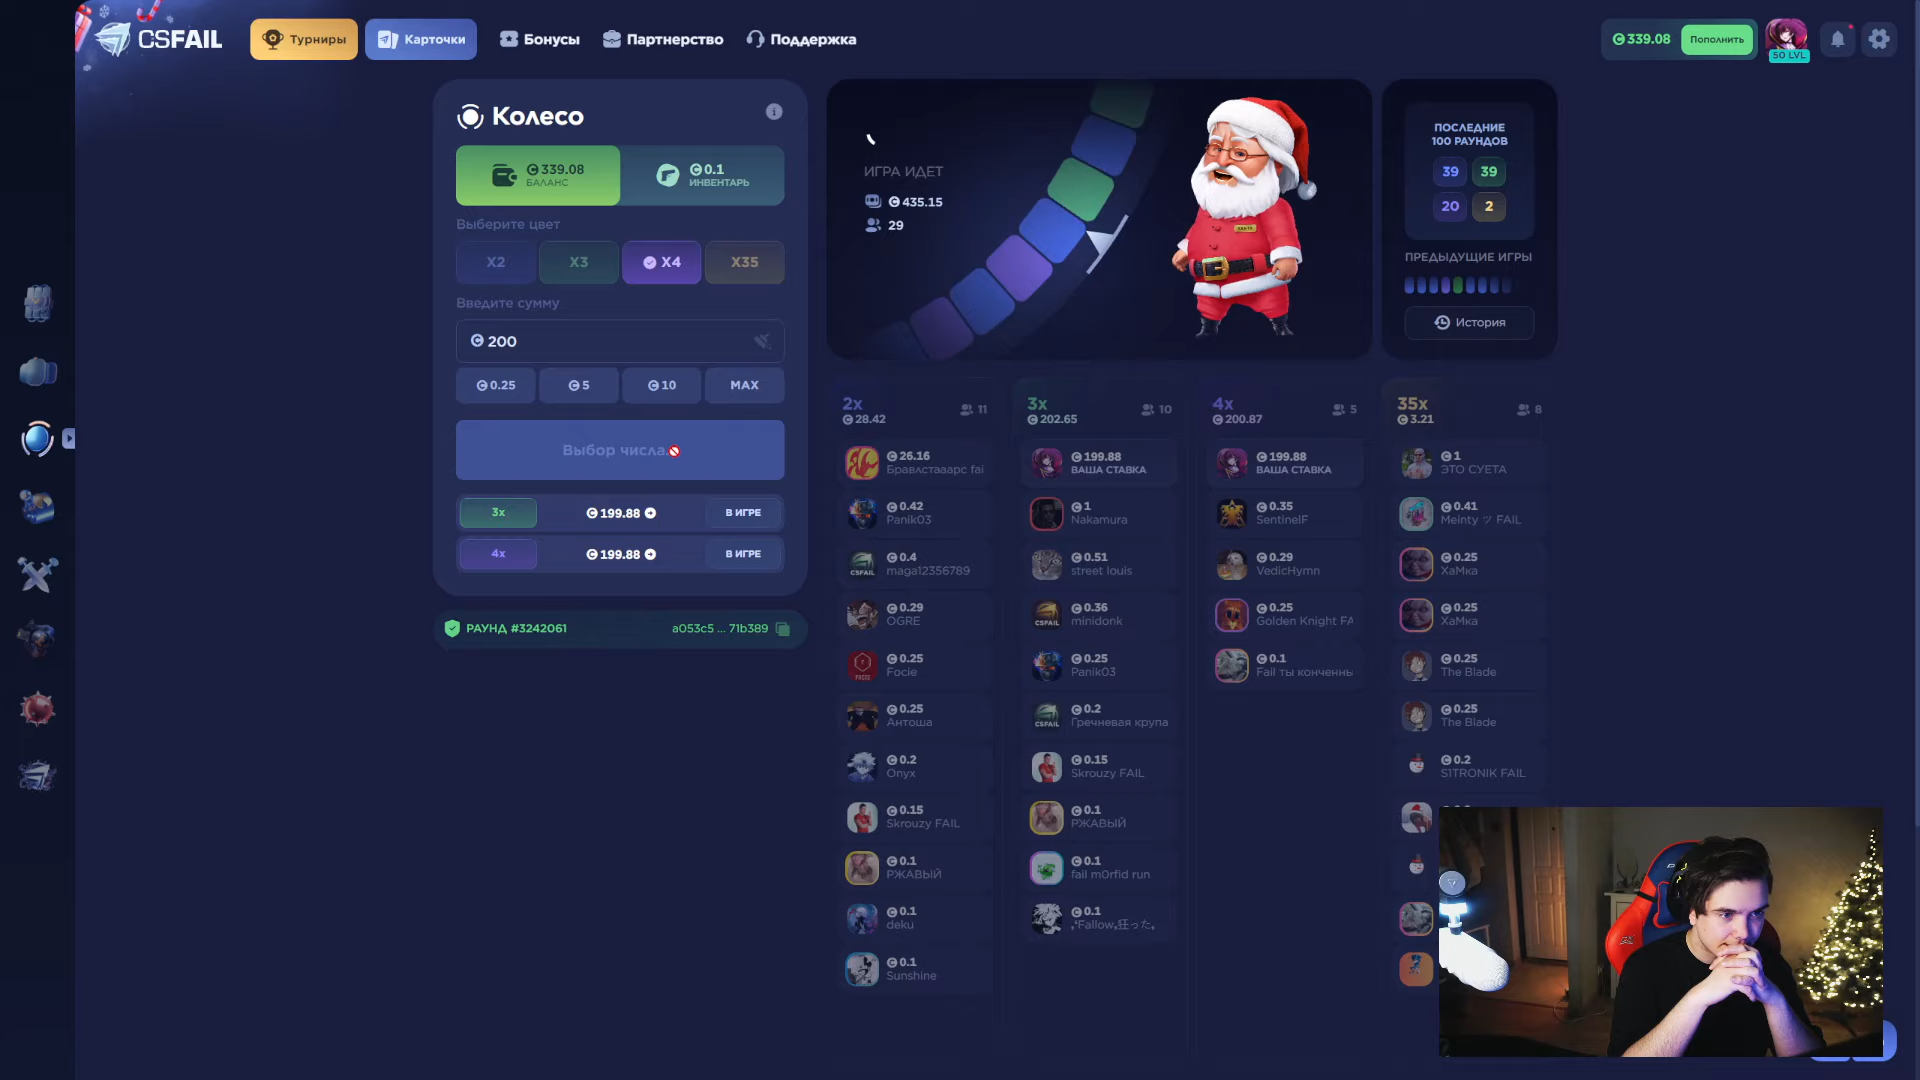 CSFAIL
Турниры
Карточки
Бонусы
Партнерство
Поддержка
339.08
Пополнить
50 LVL
Колесо
339.08
БАЛАНС
0.1
ИНВЕНТАРЬ
Выберите цвет
X2
X3
X4
X35
Введите сумму
200
0.25
5
10
MAX
Выбор числа..
3x
199.88
В ИГРЕ
4x
199.88
В ИГРЕ
РАУНД #3242061
a053c5 ... 71b389
ИГРА ИДЕТ
435.15
29
SANTA
ПОСЛЕДНИЕ
100 РАУНДОВ
39
39
20
2
ПРЕДЫДУЩИЕ ИГРЫ
История
2x
28.42
11
26.16
Бравлстааарс fai
0.42
Panik03
0.4
maga12356789
0.29
OGRE
0.25
Focie
0.25
Антоша
0.2
Onyx
0.15
Skrouzy FAIL
0.1
РЖАВЫЙ
0.1
deku
0.1
Sunshine
3x
202.65
10
199.88
ВАША СТАВКА
1
Nakamura
0.51
street louis
0.36
minidonk
0.25
Panik03
0.2
Гречневая крупа
0.15
Skrouzy FAIL
0.1
РЖАВЫЙ
0.1
fail m0rfid run
0.1
,‘Fallow,狂った,
4x
200.87
5
199.88
ВАША СТАВКА
0.35
SentinelF
0.29
VedicHymn
0.25
Golden Knight FA
0.1
Fail ты конченны
35x
3.21
8
1
ЭТО СУЕТА
0.41
Meinty ツ FAIL
0.25
ХаМка
0.25
ХаМка
0.25
The Blade
0.25
The Blade
0.2
S1TRONIK FAIL